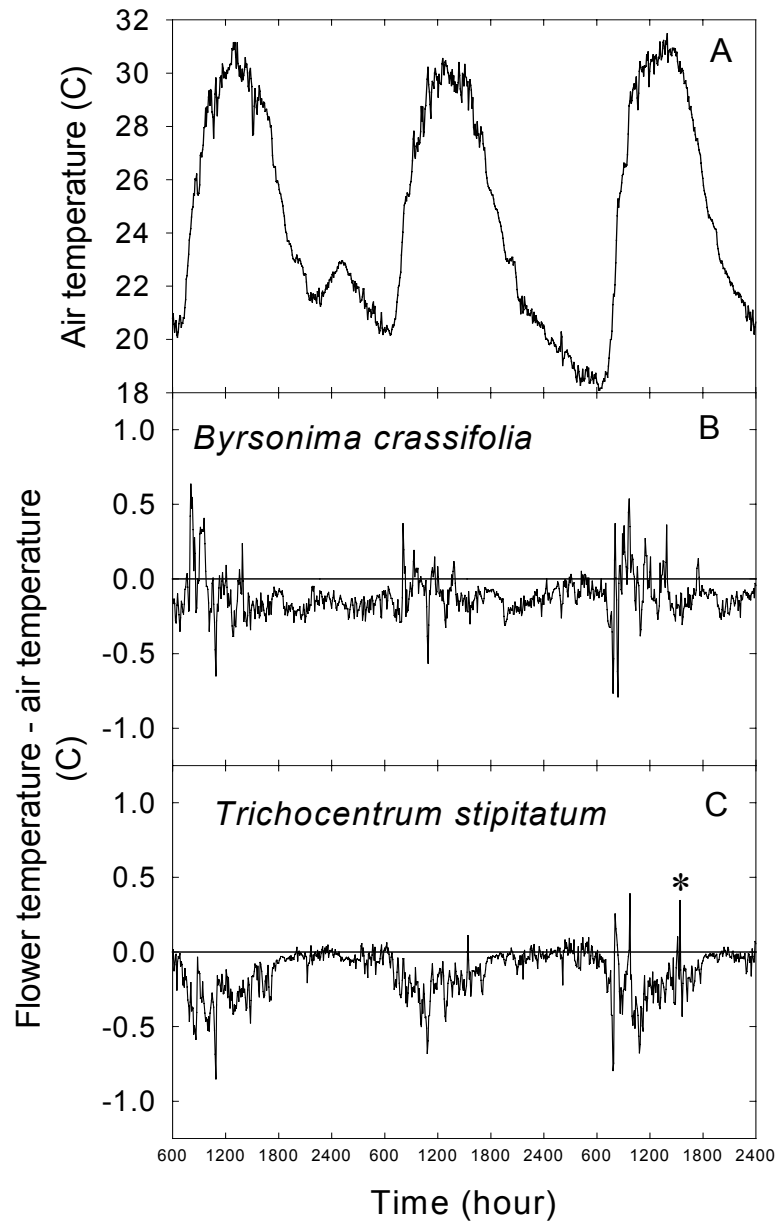 32
A
30
28
26
24
22
20
18
Air temperature (C)
1.0
Byrsonima crassifolia
B
0.5
0.0
-0.5
-1.0
Flower temperature - air temperature
(C)
1.0
Trichocentrum stipitatum
C
0.5
*
0.0
-0.5
-1.0
600 1200 1800 2400 2400 600 1200 1800 2400 2400 600 1200 1800 2400
Time (hour)